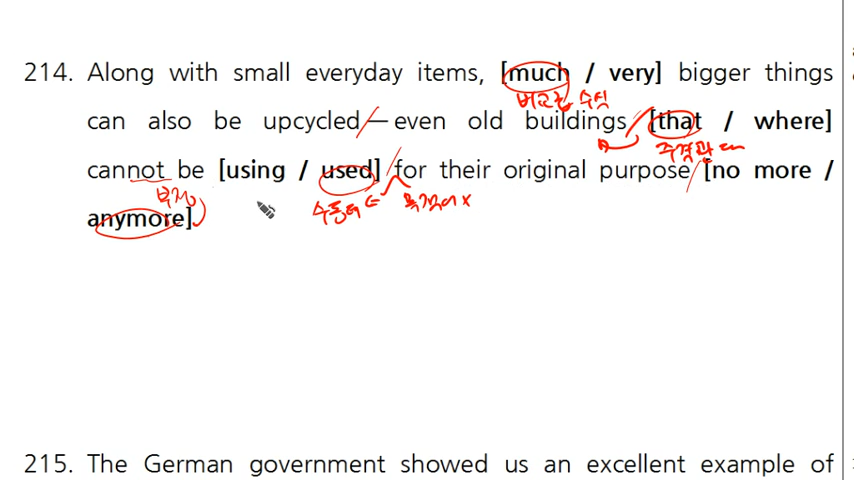 214. Along with small everyday items, [much / very] bigger things
비교급 수식
can also be upcycled—even old buildings [that / where]
주격관대
cannot be [using / used] for their original purpose [no more /
부정
수동태 ← 목적어 x
anymore].
215. The German government showed us an excellent example of